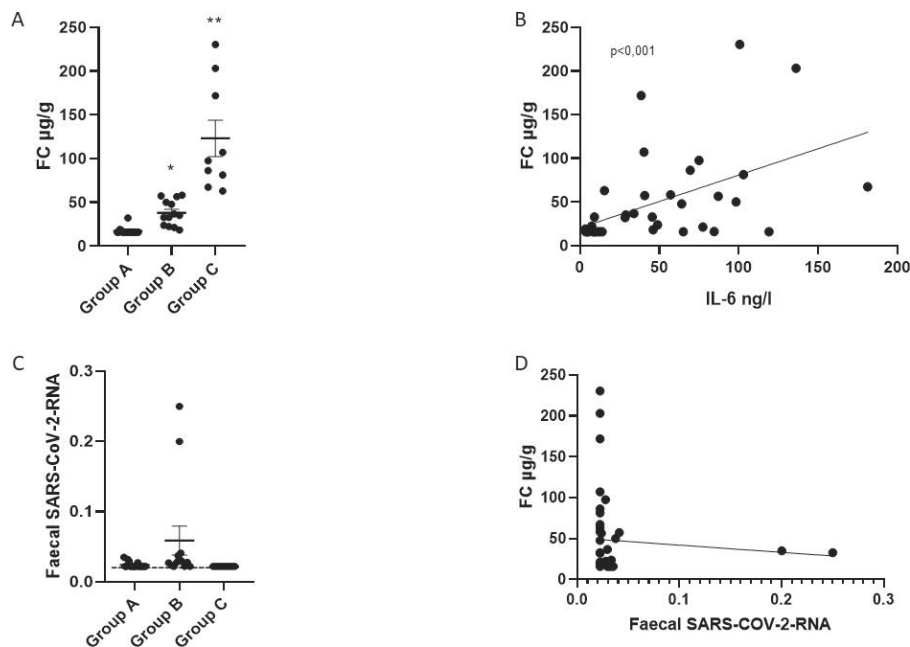 A
FC µg/g
250
200
150
100
50
0
*
**
Group A
Group B
Group C
B
FC µg/g
250
200
150
100
50
0
p<0,001
0
50
100
150
200
IL-6 ng/l
C
Faecal SARS-CoV-2-RNA
0.3
0.2
0.1
0.0
Group A
Group B
Group C
D
FC µg/g
250
200
150
100
50
0
0.0
0.1
0.2
0.3
Faecal SARS-COV-2-RNA